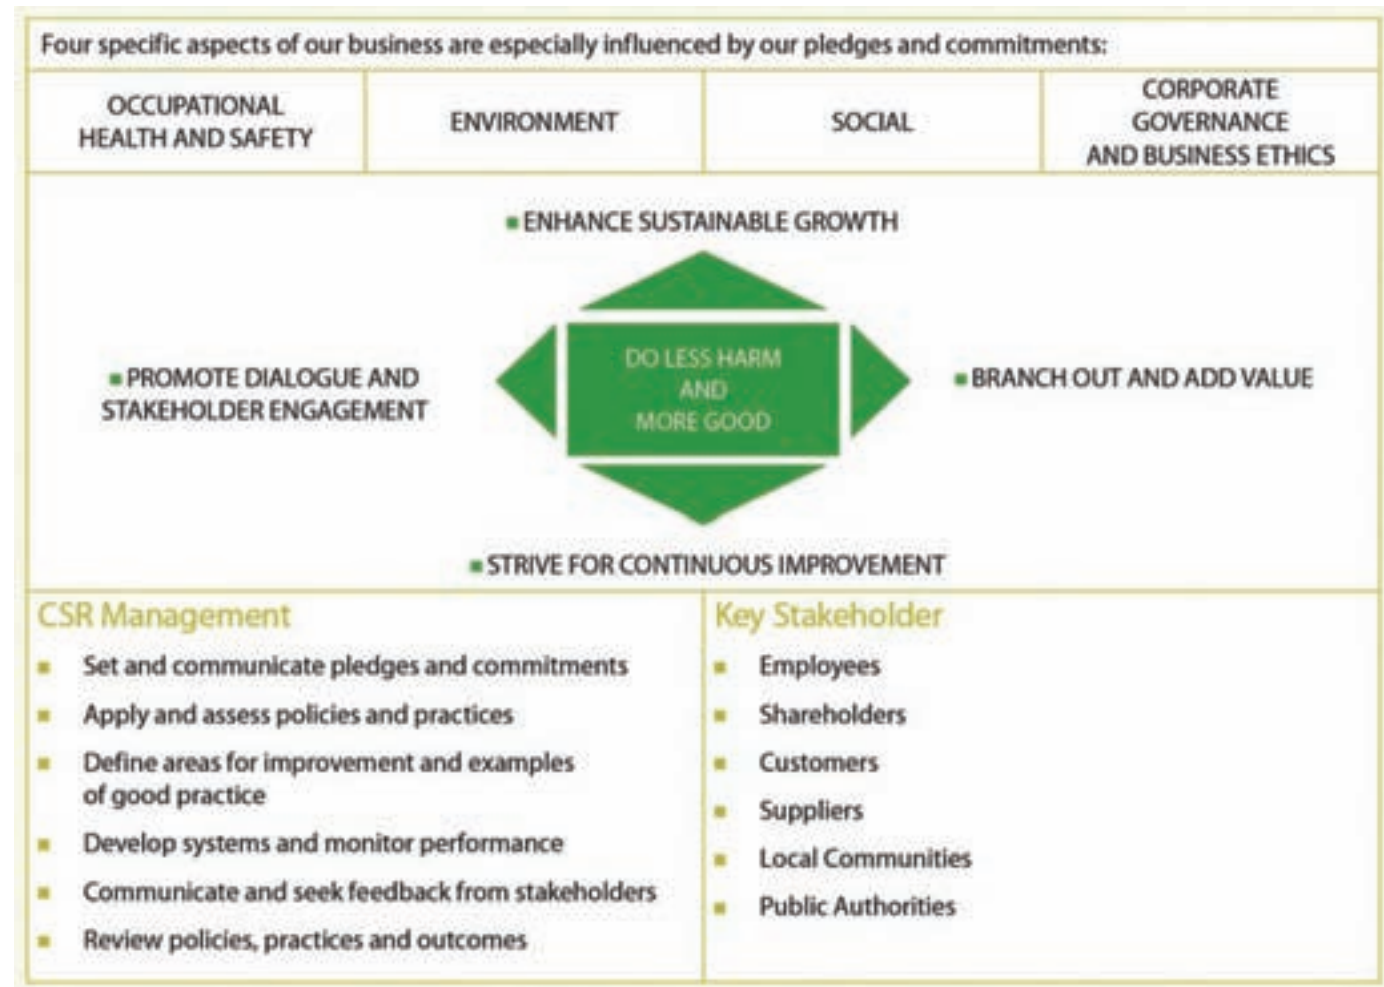 Four specific aspects of our business are especially influenced by our pledges and commitments:
OCCUPATIONAL
HEALTH AND SAFETY
ENVIRONMENT
SOCIAL
CORPORATE
GOVERNANCE
AND BUSINESS ETHICS
ENHANCE SUSTAINABLE GROWTH
PROMOTE DIALOGUE AND
STAKEHOLDER ENGAGEMENT
DO LESS HARM
AND
MORE GOOD
BRANCH OUT AND ADD VALUE
STRIVE FOR CONTINUOUS IMPROVEMENT
CSR Management
Set and communicate pledges and commitments
Apply and assess policies and practices
Define areas for improvement and examples
of good practice
Develop systems and monitor performance
Communicate and seek feedback from stakeholders
Review policies, practices and outcomes
Key Stakeholder
Employees
Shareholders
Customers
Suppliers
Local Communities
Public Authorities